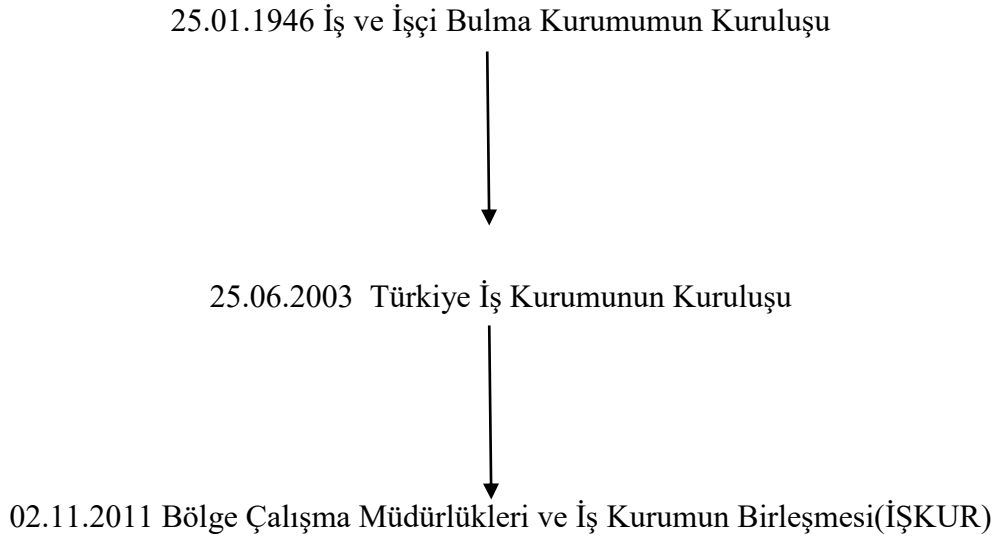 25.01.1946 İş ve İşçi Bulma Kurumumun Kuruluşu
25.06.2003  Türkiye İş Kurumunun Kuruluşu
02.11.2011 Bölge Çalışma Müdürlükleri ve İş Kurumun Birleşmesi(İŞKUR)